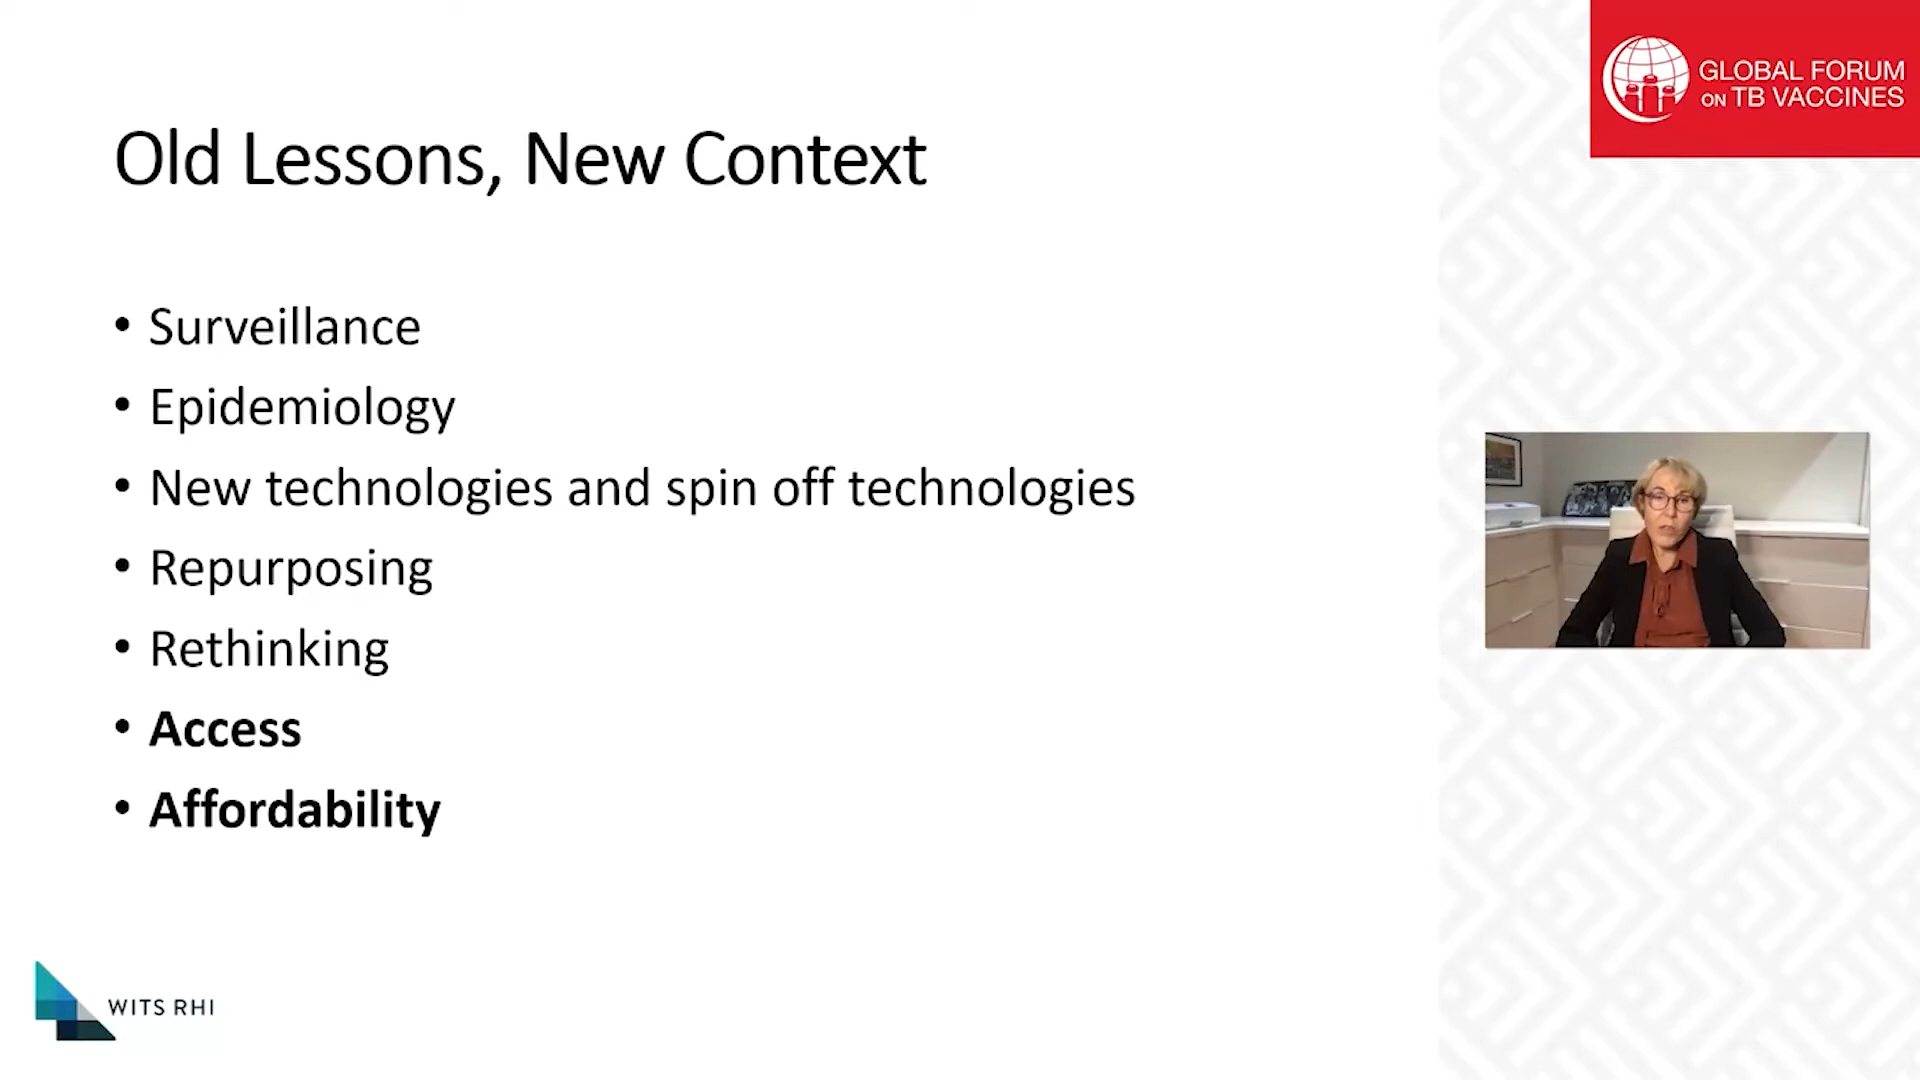 GLOBAL FORUM
ON TB VACCINES
Old Lessons, New Context
• Surveillance
• Epidemiology
• New technologies and spin off technologies
• Repurposing
• Rethinking
• Access
• Affordability
WITS RHI